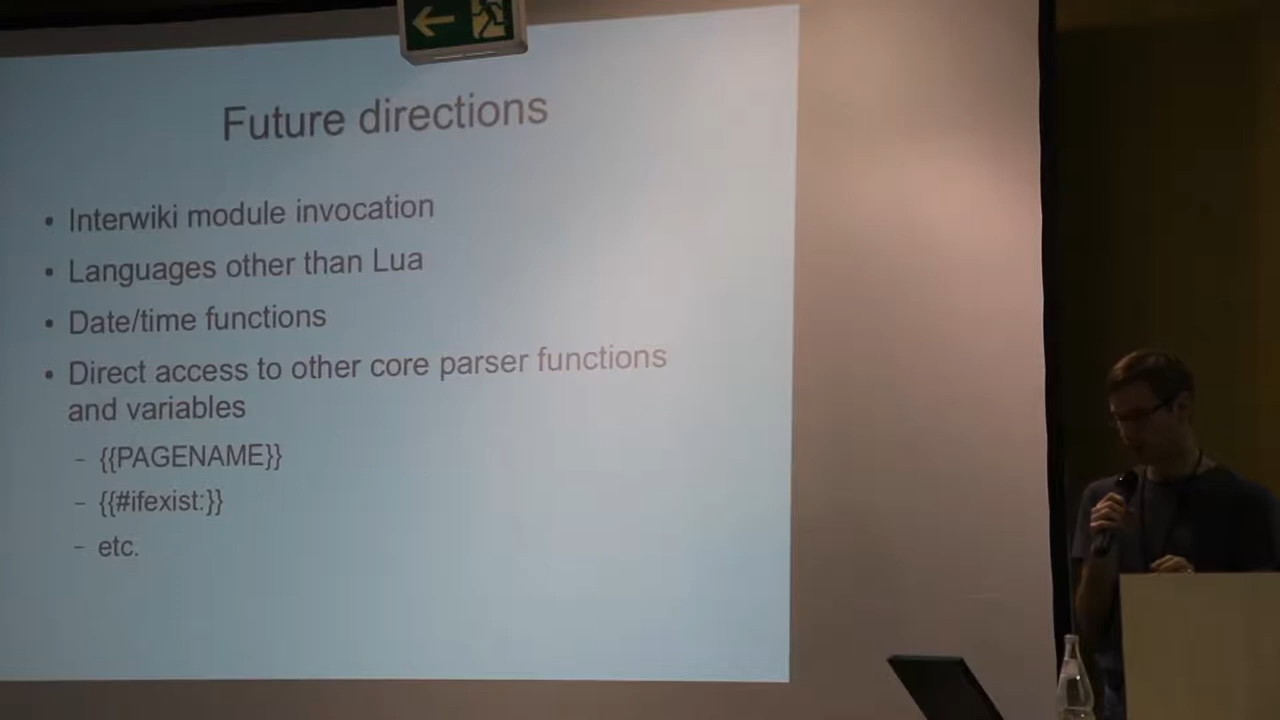 Future directions
• Interwiki module invocation
• Languages other than Lua
• Date/time functions
• Direct access to other core parser functions
and variables
– {{PAGENAME}}
– {{#ifexist:}}
– etc.